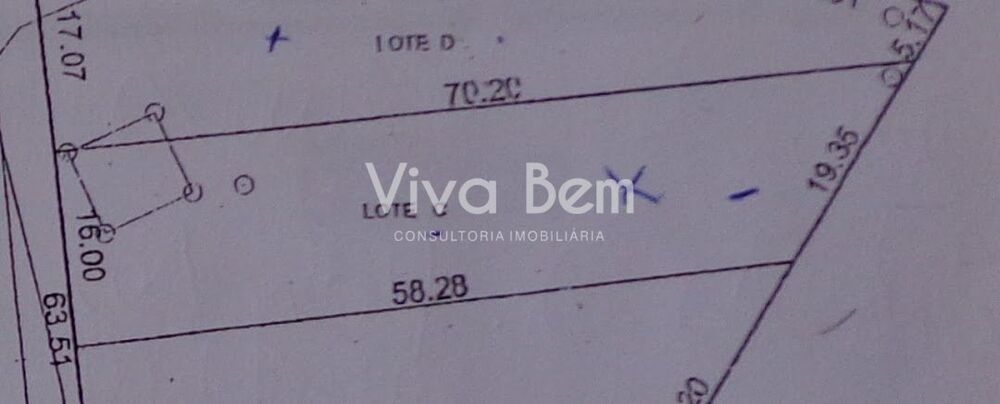 17.07
LOTE D
5.17
70.20
19.35
Viva Bem
LOTE
CONSULTORIA IMOBILIÁRIA
16.00
58.28
63.51